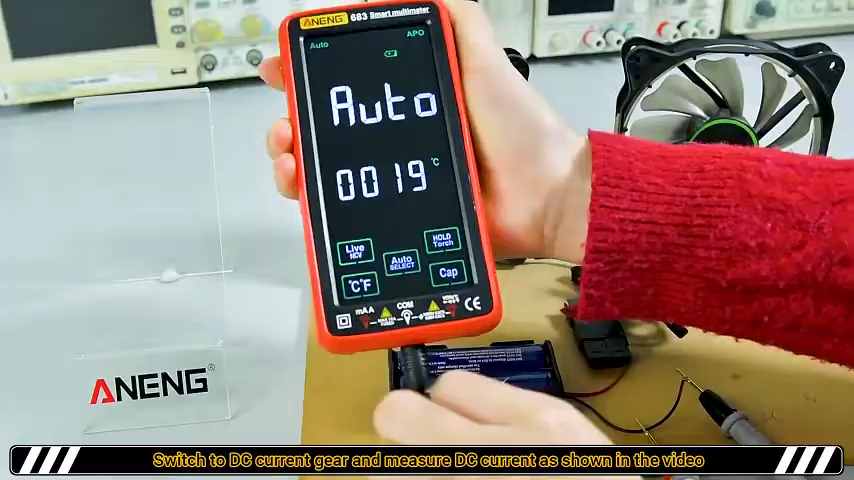 ANENG 683 Smart multimeter
Auto
APO
Auto
0019 °C
Live
NCV
Auto
SELECT
HOLD
Torch
°C°F
Cap
mAA
COM
CE
ANENG®
Switch to DC current gear and measure DC current as shown in the video